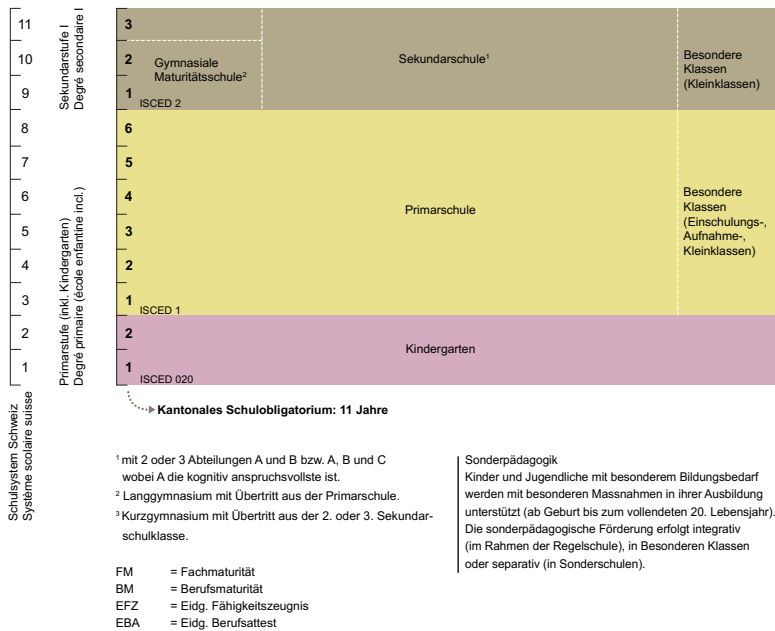 11
10
9
8
7
6
5
4
3
2
1
Sekundarstufe I
Degré secondaire I
Primarstufe (inkl. Kindergarten)
Degré primaire (école enfantine incl.)
Schulsystem Schweiz
Système scolaire suisse
3
2
1
ISCED 2
Gymnasiale
Maturitätsschule²
Sekundarschule¹
Besondere
Klassen
(Kleinklassen)
6
5
4
3
2
1
ISCED 1
Primarschule
Besondere
Klassen
(Einschulungs-,
Aufnahme-,
Kleinklassen)
2
1
ISCED 020
Kindergarten
Kantonales Schulobligatorium: 11 Jahre
¹ mit 2 oder 3 Abteilungen A und B bzw. A, B und C
wobei A die kognitiv anspruchsvollste ist.
² Langgymnasium mit Übertritt aus der Primarschule.
³ Kurzgymnasium mit Übertritt aus der 2. oder 3. Sekundar-
schulklasse.
FM = Fachmaturität
BM = Berufsmaturität
EFZ = Eidg. Fähigkeitszeugnis
EBA = Eidg. Berufsattest
Sonderpädagogik
Kinder und Jugendliche mit besonderem Bildungsbedarf
werden mit besonderen Massnahmen in ihrer Ausbildung
unterstützt (ab Geburt bis zum vollendeten 20. Lebensjahr).
Die sonderpädagogische Förderung erfolgt integrativ
(im Rahmen der Regelschule), in Besonderen Klassen
oder separativ (in Sonderschulen).